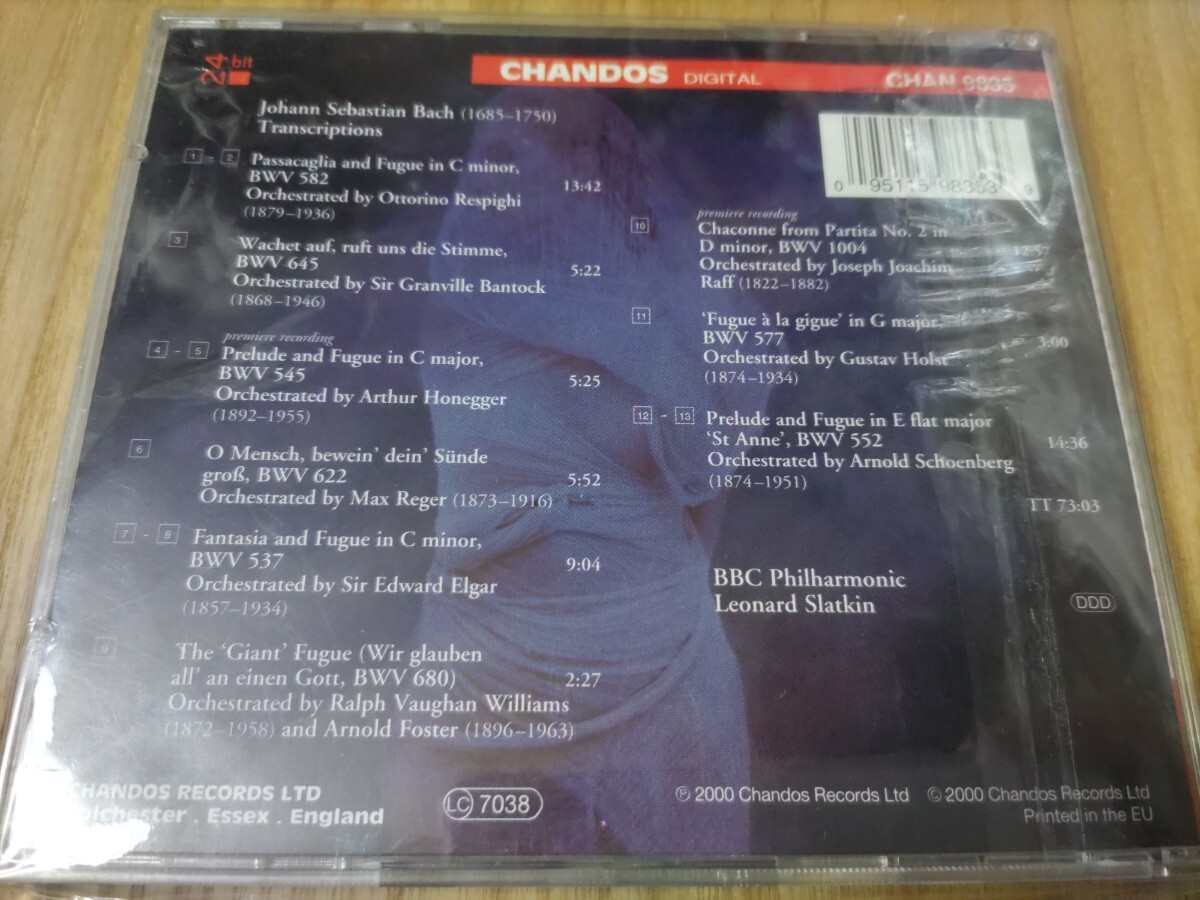 24 bit
CHANDOS DIGITAL
CHAN 9835
0 95115 98353 9
Johann Sebastian Bach (1685–1750)
Transcriptions
1 - 2 Passacaglia and Fugue in C minor,
BWV 582 13:42
Orchestrated by Ottorino Respighi
(1879–1936)
3 Wachet auf, ruft uns die Stimme,
BWV 645 5:22
Orchestrated by Sir Granville Bantock
(1868–1946)
premiere recording
4 - 5 Prelude and Fugue in C major,
BWV 545 5:25
Orchestrated by Arthur Honegger
(1892–1955)
6 O Mensch, bewein' dein' Sünde
groß, BWV 622 5:52
Orchestrated by Max Reger (1873–1916)
7 - 8 Fantasia and Fugue in C minor,
BWV 537 9:04
Orchestrated by Sir Edward Elgar
(1857–1934)
9 The 'Giant' Fugue (Wir glauben
all' an einen Gott, BWV 680) 2:27
Orchestrated by Ralph Vaughan Williams
(1872–1958) and Arnold Foster (1896–1963)
premiere recording
10 Chaconne from Partita No. 2 in
D minor, BWV 1004
Orchestrated by Joseph Joachim
Raff (1822–1882)
11 'Fugue à la gigue' in G major,
BWV 577 3:00
Orchestrated by Gustav Holst
(1874–1934)
12 - 13 Prelude and Fugue in E flat major
'St Anne', BWV 552 14:36
Orchestrated by Arnold Schoenberg
(1874–1951)
TT 73:03
BBC Philharmonic
Leonard Slatkin
DDD
CHANDOS RECORDS LTD
Colchester . Essex . England
LC 7038
℗ 2000 Chandos Records Ltd © 2000 Chandos Records Ltd
Printed in the EU